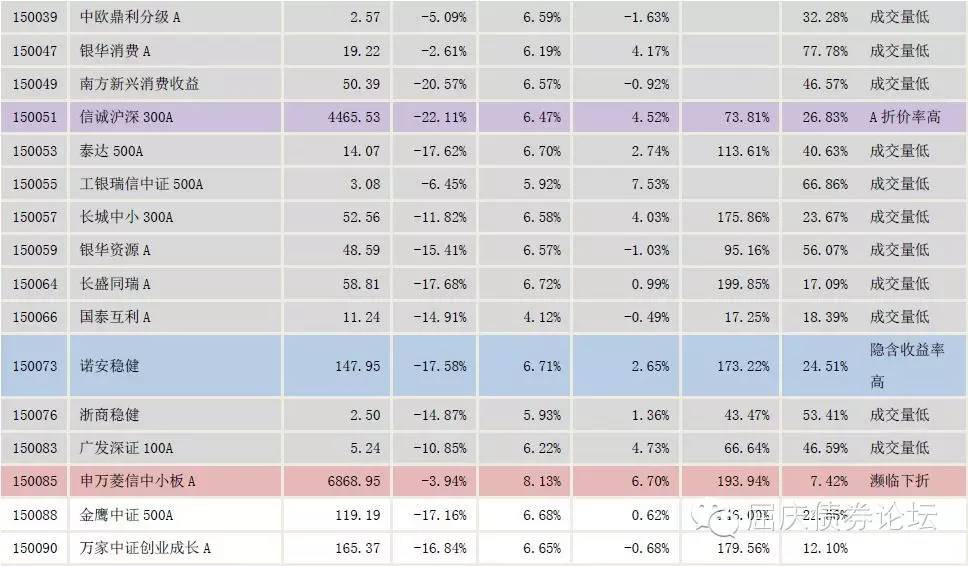 150039 中欧鼎利分级 A 2.57 -5.09% 6.59% -1.63% 32.28% 成交量低
150047 银华消费 A 19.22 -2.61% 6.19% 4.17% 77.78% 成交量低
150049 南方新兴消费收益 50.39 -20.57% 6.57% -0.92% 46.57% 成交量低
150051 信诚沪深 300A 4465.53 -22.11% 6.47% 4.52% 73.81% 26.83% A 折价率高
150053 泰达 500A 14.07 -17.62% 6.70% 2.74% 113.61% 40.63% 成交量低
150055 工银瑞信中证 500A 3.08 -6.45% 5.92% 7.53% 66.86% 成交量低
150057 长城中小 300A 52.56 -11.82% 6.58% 4.03% 175.86% 23.67% 成交量低
150059 银华资源 A 48.59 -15.41% 6.57% -1.03% 95.16% 56.07% 成交量低
150064 长盛同瑞 A 58.81 -17.68% 6.72% 0.99% 199.85% 17.09% 成交量低
150066 国泰互利 A 11.24 -14.91% 4.12% -0.49% 17.25% 18.39% 成交量低
150073 诺安稳健 147.95 -17.58% 6.71% 2.65% 173.22% 24.51% 隐含收益率
高
150076 浙商稳健 2.50 -14.87% 5.93% 1.36% 43.47% 53.41% 成交量低
150083 广发深证 100A 5.24 -10.85% 6.22% 4.73% 66.64% 46.59% 成交量低
150085 申万菱信中小板 A 6868.95 -3.94% 8.13% 6.70% 193.94% 7.42% 濒临下折
150088 金鹰中证 500A 119.19 -17.16% 6.68% 0.62%
屈庆债券论坛
150090 万家中证创业成长 A 165.37 -16.84% 6.65% -0.68% 179.56% 12.10%